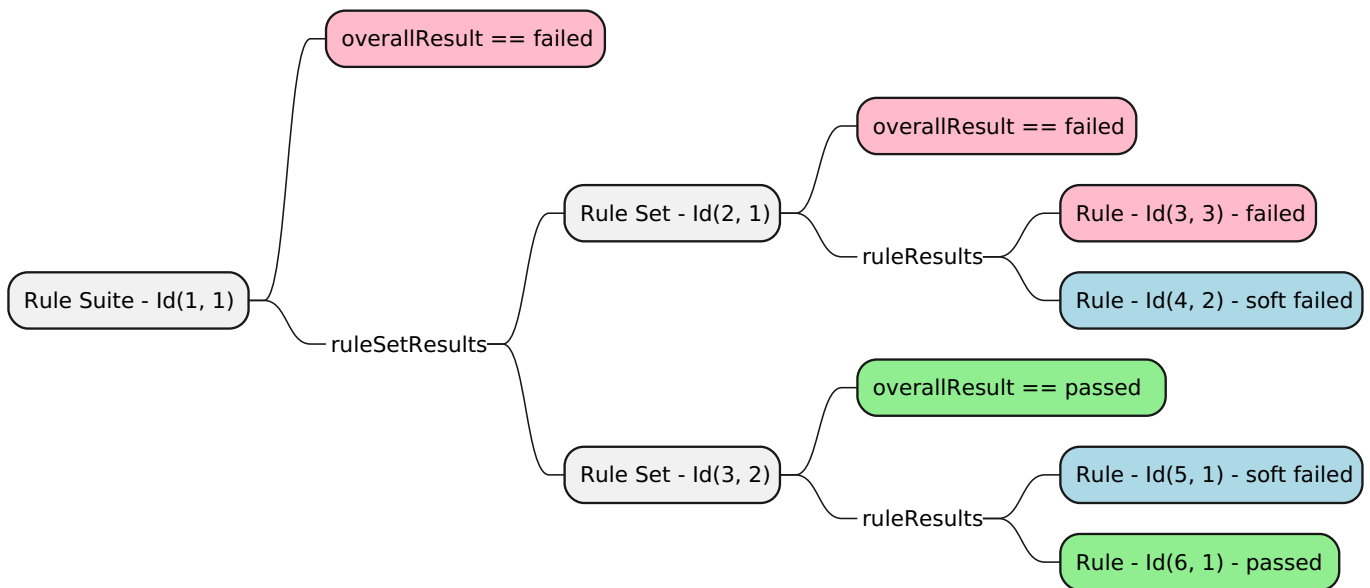 overallResult == failed
overallResult == failed
Rule Set - Id(2, 1)
Rule - Id(3, 3) - failed
ruleResults
Rule - Id(4, 2) - soft failed
Rule Suite - Id(1, 1)
ruleSetResults
overallResult == passed
Rule Set - Id(3, 2)
Rule - Id(5, 1) - soft failed
ruleResults
Rule - Id(6, 1) - passed